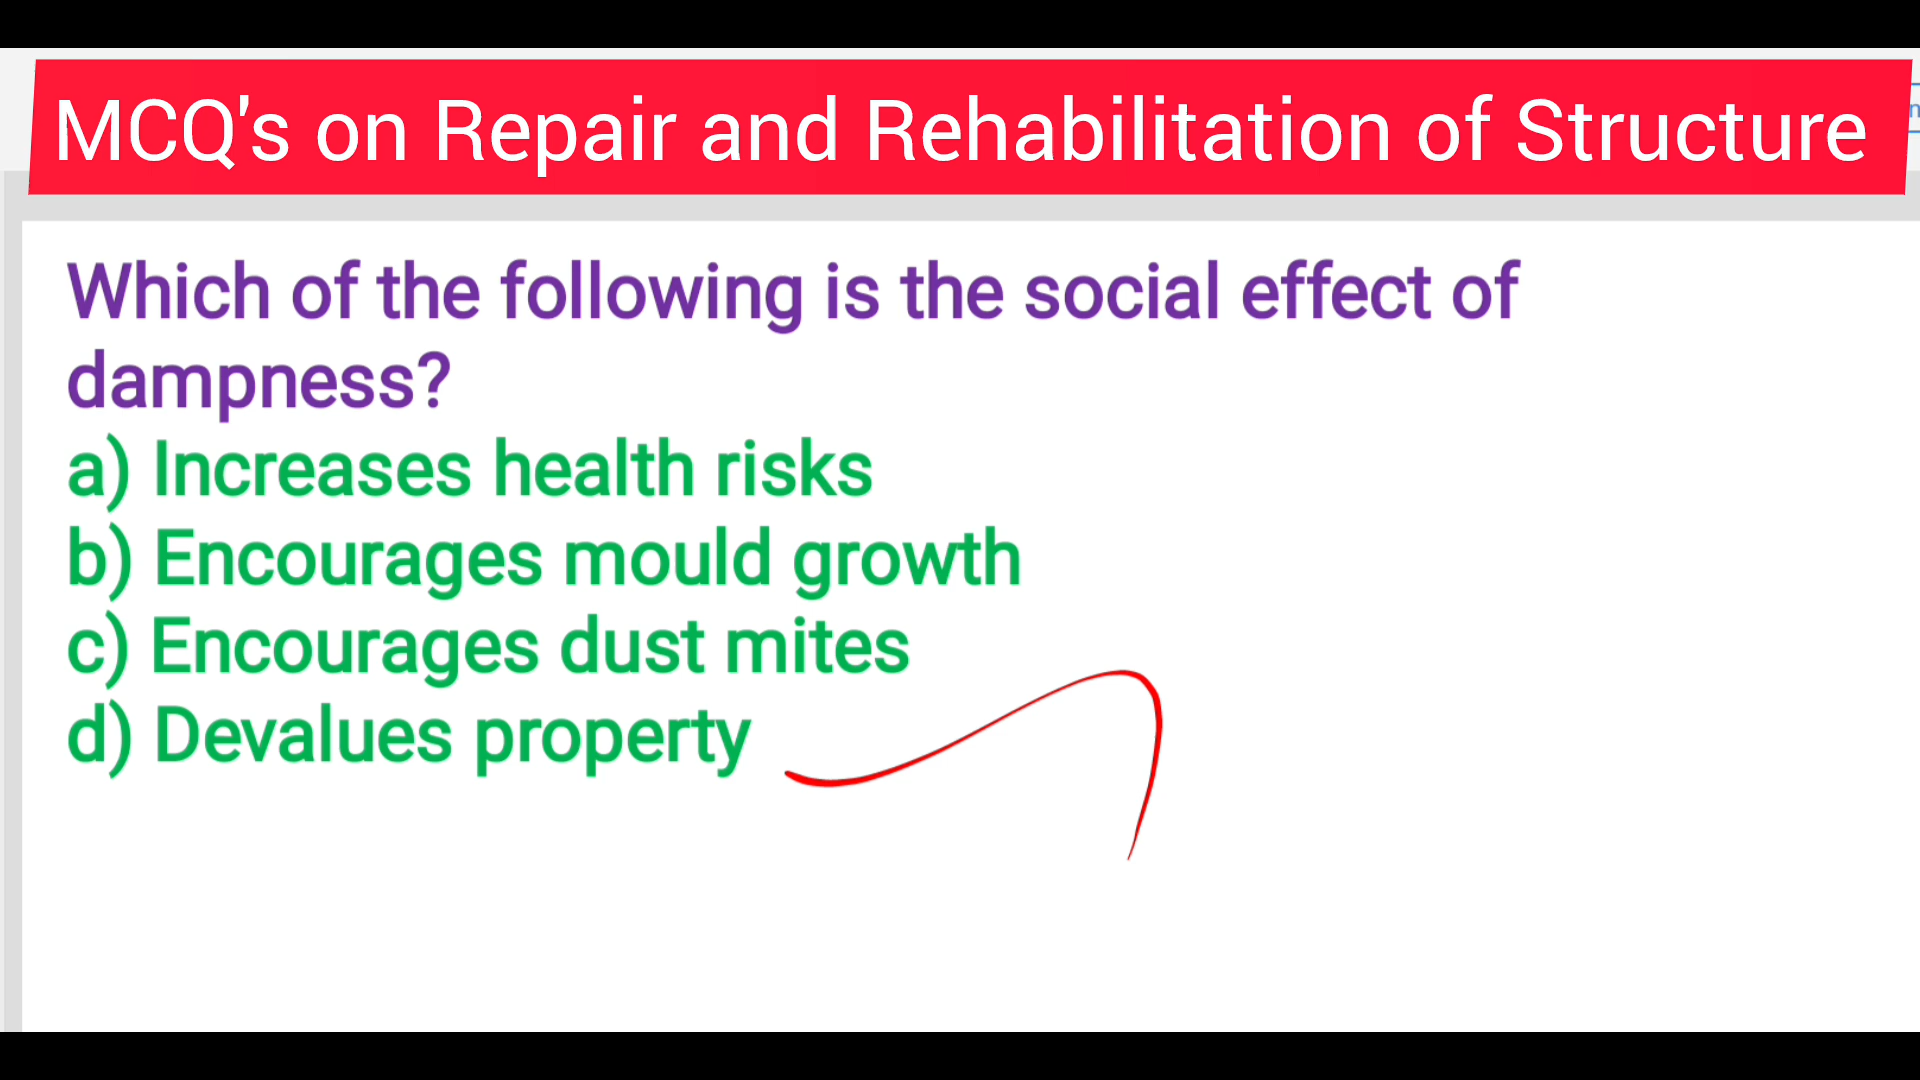 MCQ's on Repair and Rehabilitation of Structure
Which of the following is the social effect of
dampness?
a) Increases health risks
b) Encourages mould growth
c) Encourages dust mites
d) Devalues property